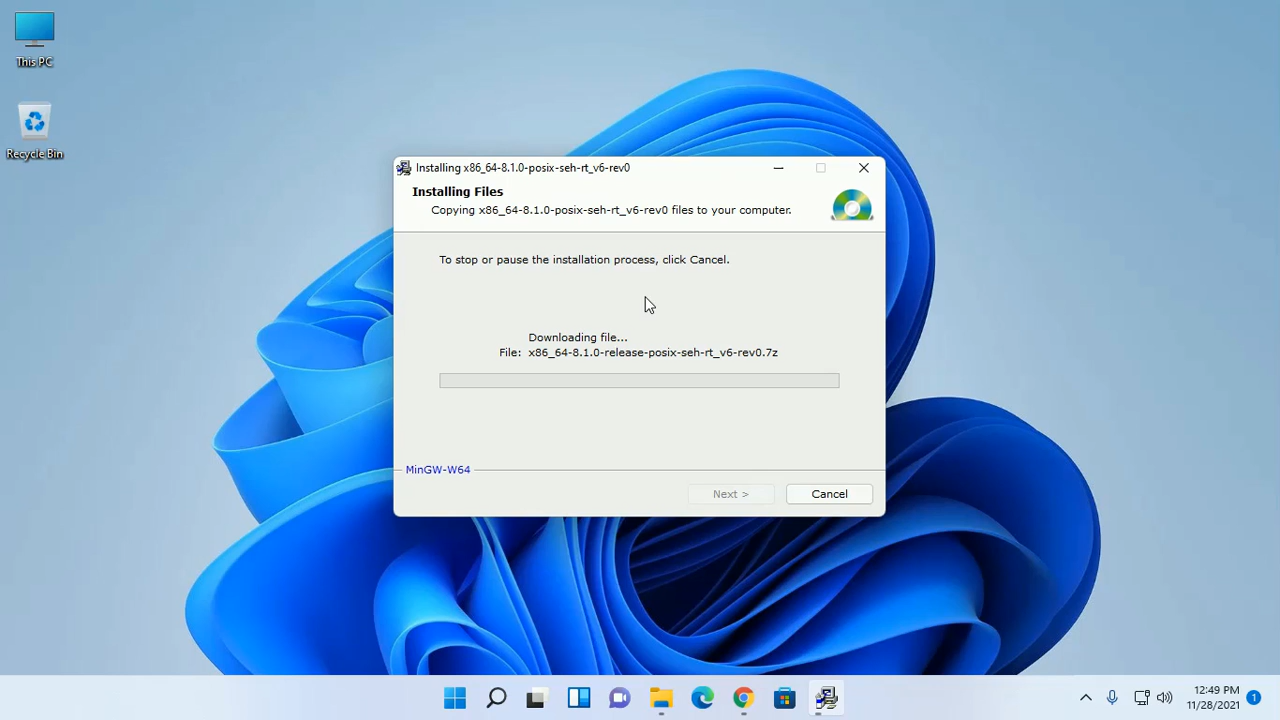 This PC
Recycle Bin
Installing x86_64-8.1.0-posix-seh-rt_v6-rev0
Installing Files
Copying x86_64-8.1.0-posix-seh-rt_v6-rev0 files to your computer.
To stop or pause the installation process, click Cancel.
Downloading file...
File: x86_64-8.1.0-release-posix-seh-rt_v6-rev0.7z
MinGW-W64
Next >
Cancel
12:49 PM
11/28/2021
1